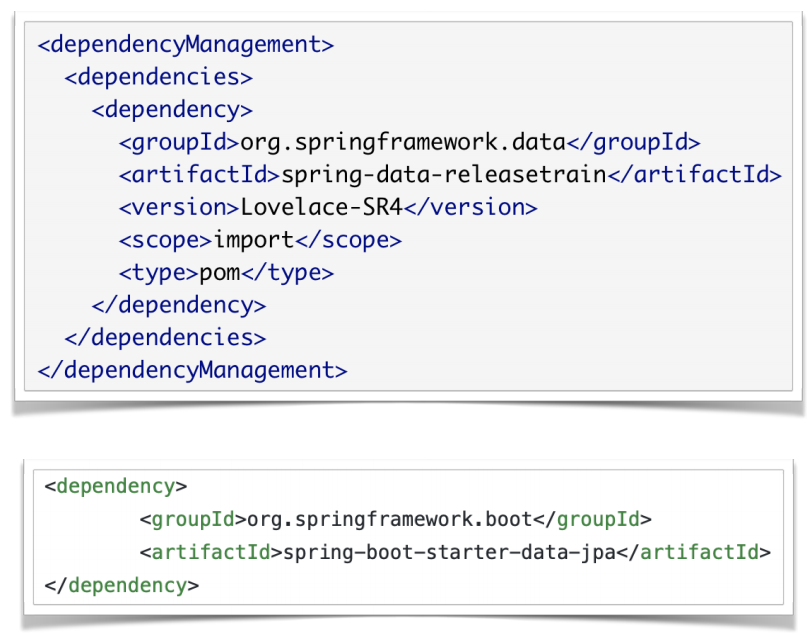 <dependencyManagement>
  <dependencies>
    <dependency>
      <groupId>org.springframework.data</groupId>
      <artifactId>spring-data-releasetrain</artifactId>
      <version>Lovelace-SR4</version>
      <scope>import</scope>
      <type>pom</type>
    </dependency>
  </dependencies>
</dependencyManagement>
<dependency>
        <groupId>org.springframework.boot</groupId>
        <artifactId>spring-boot-starter-data-jpa</artifactId>
</dependency>